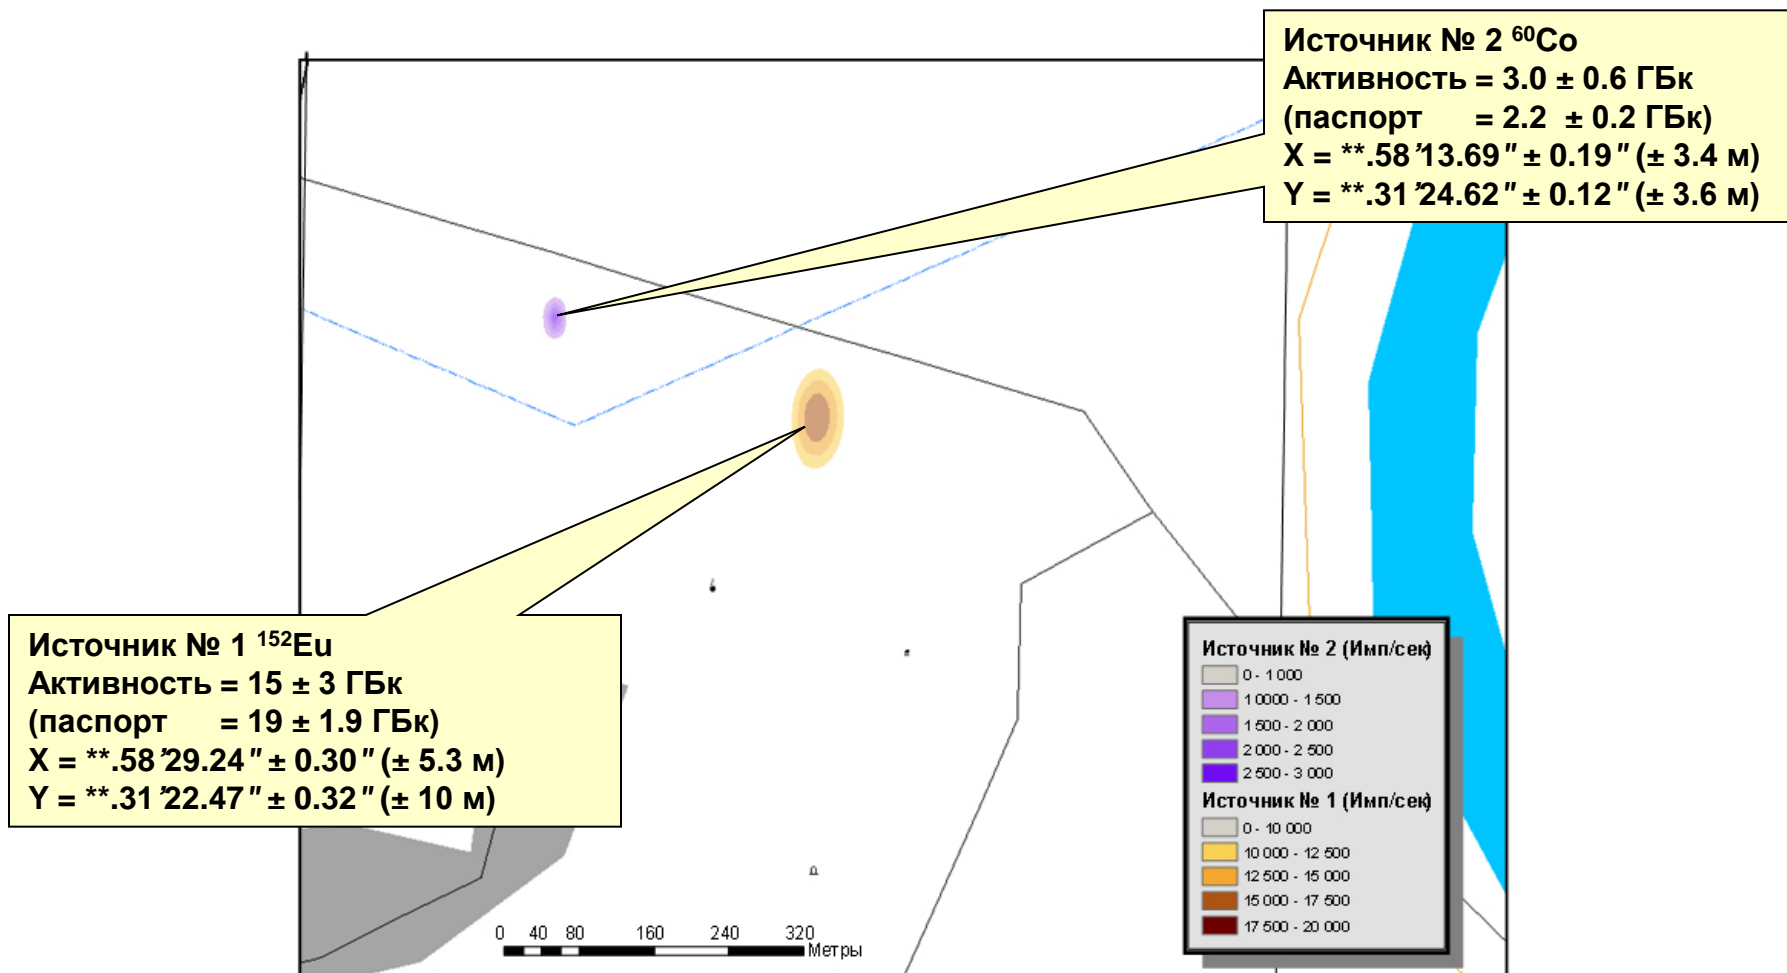 Источник № 2 ⁶⁰Co
Активность = 3.0 ± 0.6 ГБк
(паспорт = 2.2 ± 0.2 ГБк)
X = **.58′13.69″ ± 0.19″ (± 3.4 м)
Y = **.31′24.62″ ± 0.12″ (± 3.6 м)
Источник № 1 ¹⁵²Eu
Активность = 15 ± 3 ГБк
(паспорт = 19 ± 1.9 ГБк)
X = **.58′29.24″ ± 0.30″ (± 5.3 м)
Y = **.31′22.47″ ± 0.32″ (± 10 м)
Источник № 2 (Имп/сек)
0 - 1 000
1 0000 - 1 500
1 500 - 2 000
2 000 - 2 500
2 500 - 3 000
Источник № 1 (Имп/сек)
0 - 10 000
10 000 - 12 500
12 500 - 15 000
15 000 - 17 500
17 500 - 20 000
0 40 80 160 240 320
Метры